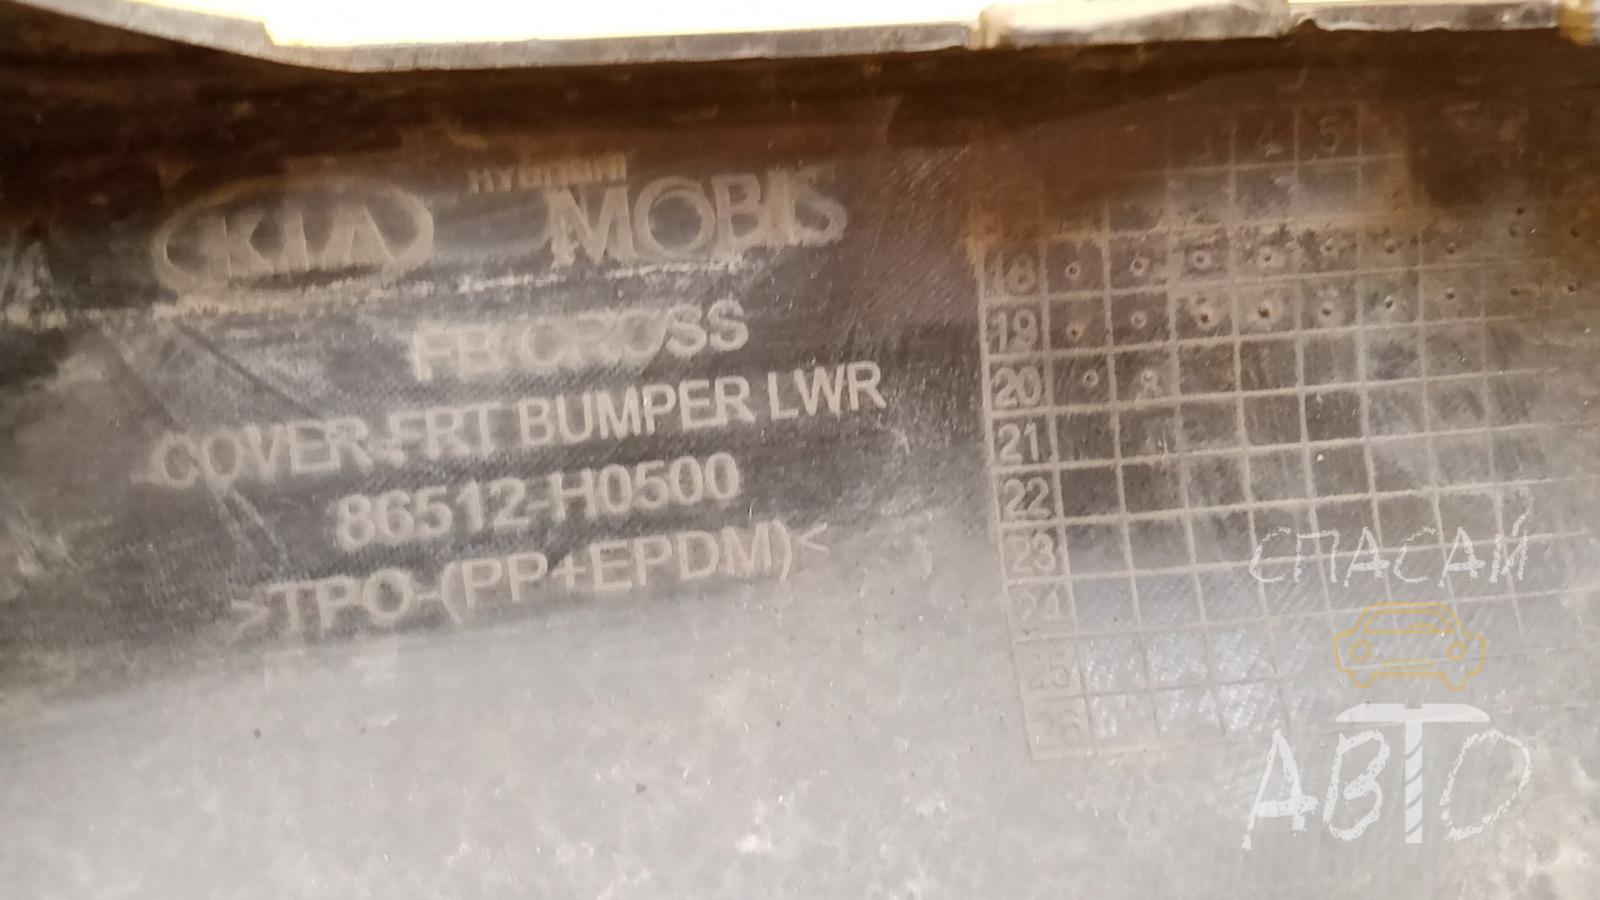 HYUNDAI
KIA MOBIS
FB CROSS
COVER-FRT BUMPER LWR
86512-H0500
>TPO-(PP+EPDM)<
3 4 5
18
19
20
21
22
23
24
25
26
СПАСАЙ
АВТО